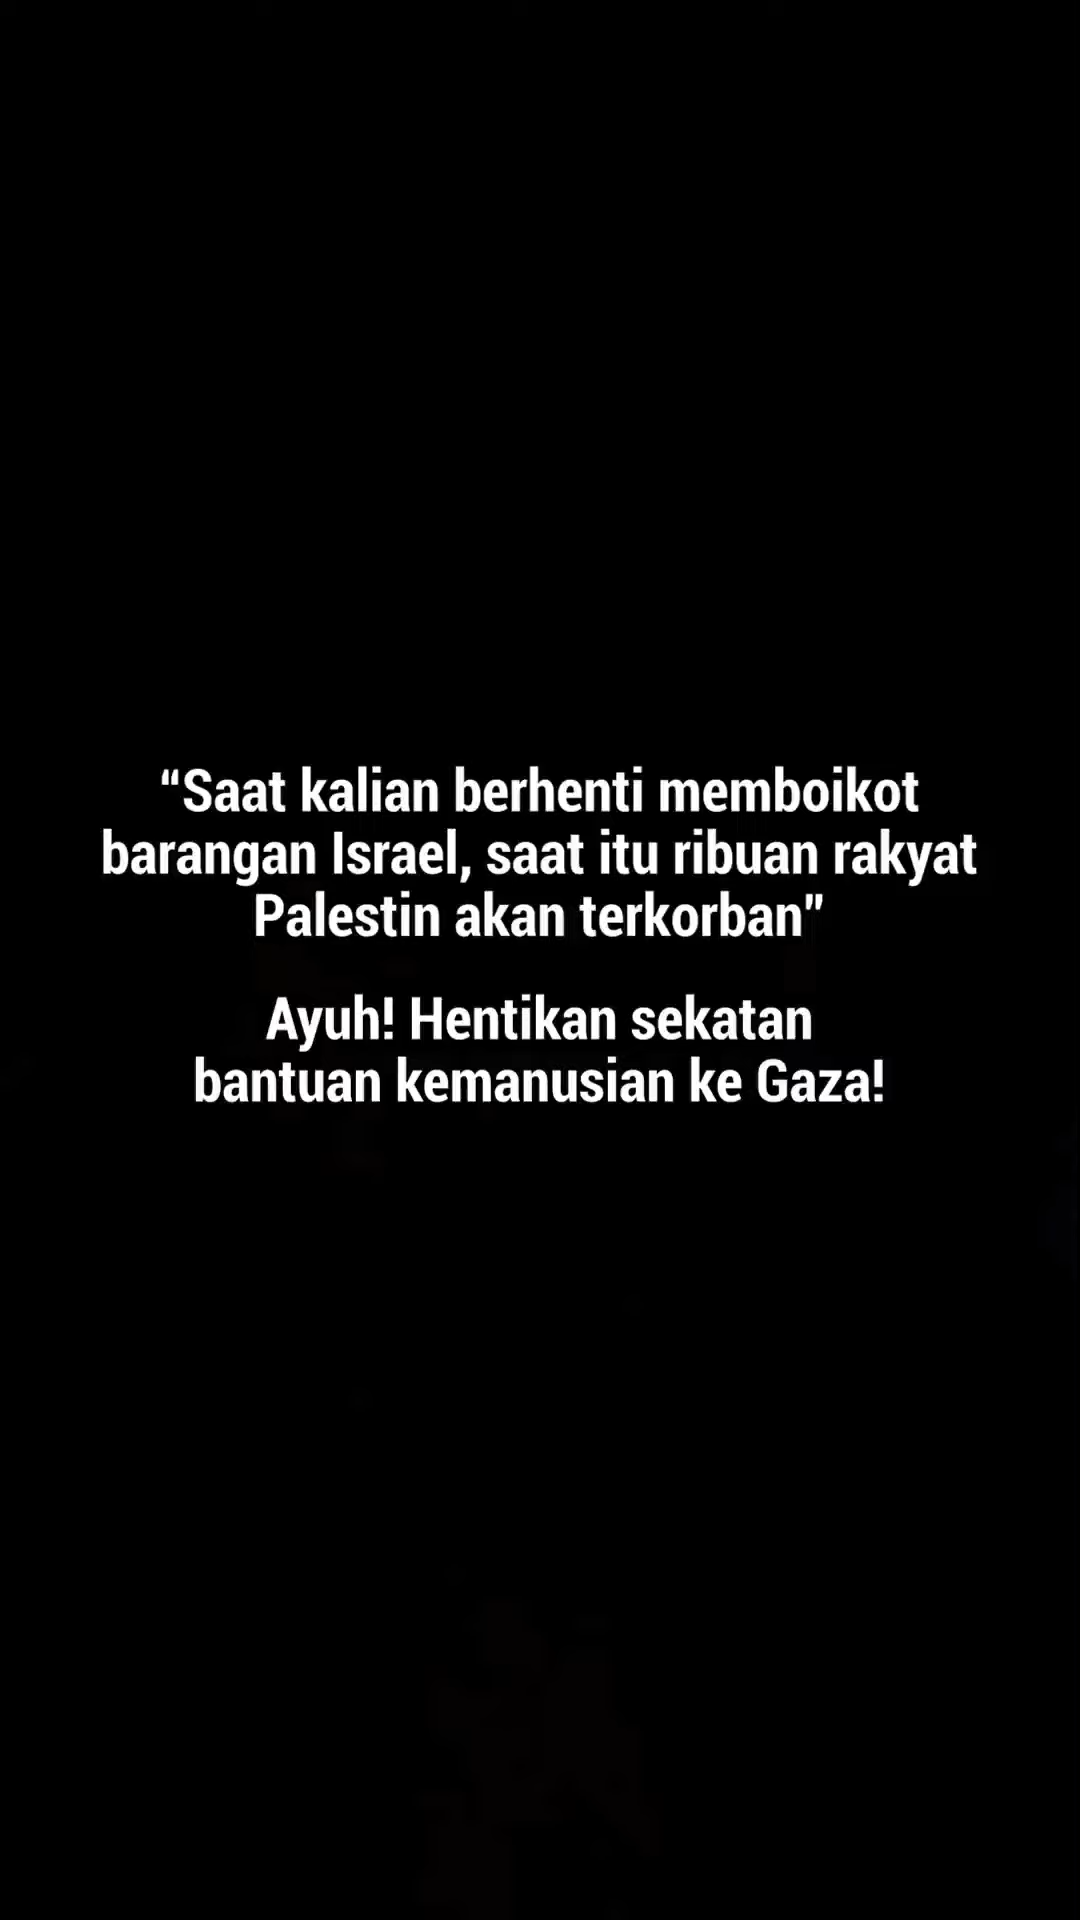 “Saat kalian berhenti memboikot
barangan Israel, saat itu ribuan rakyat
Palestin akan terkorban”
Ayuh! Hentikan sekatan
bantuan kemanusian ke Gaza!